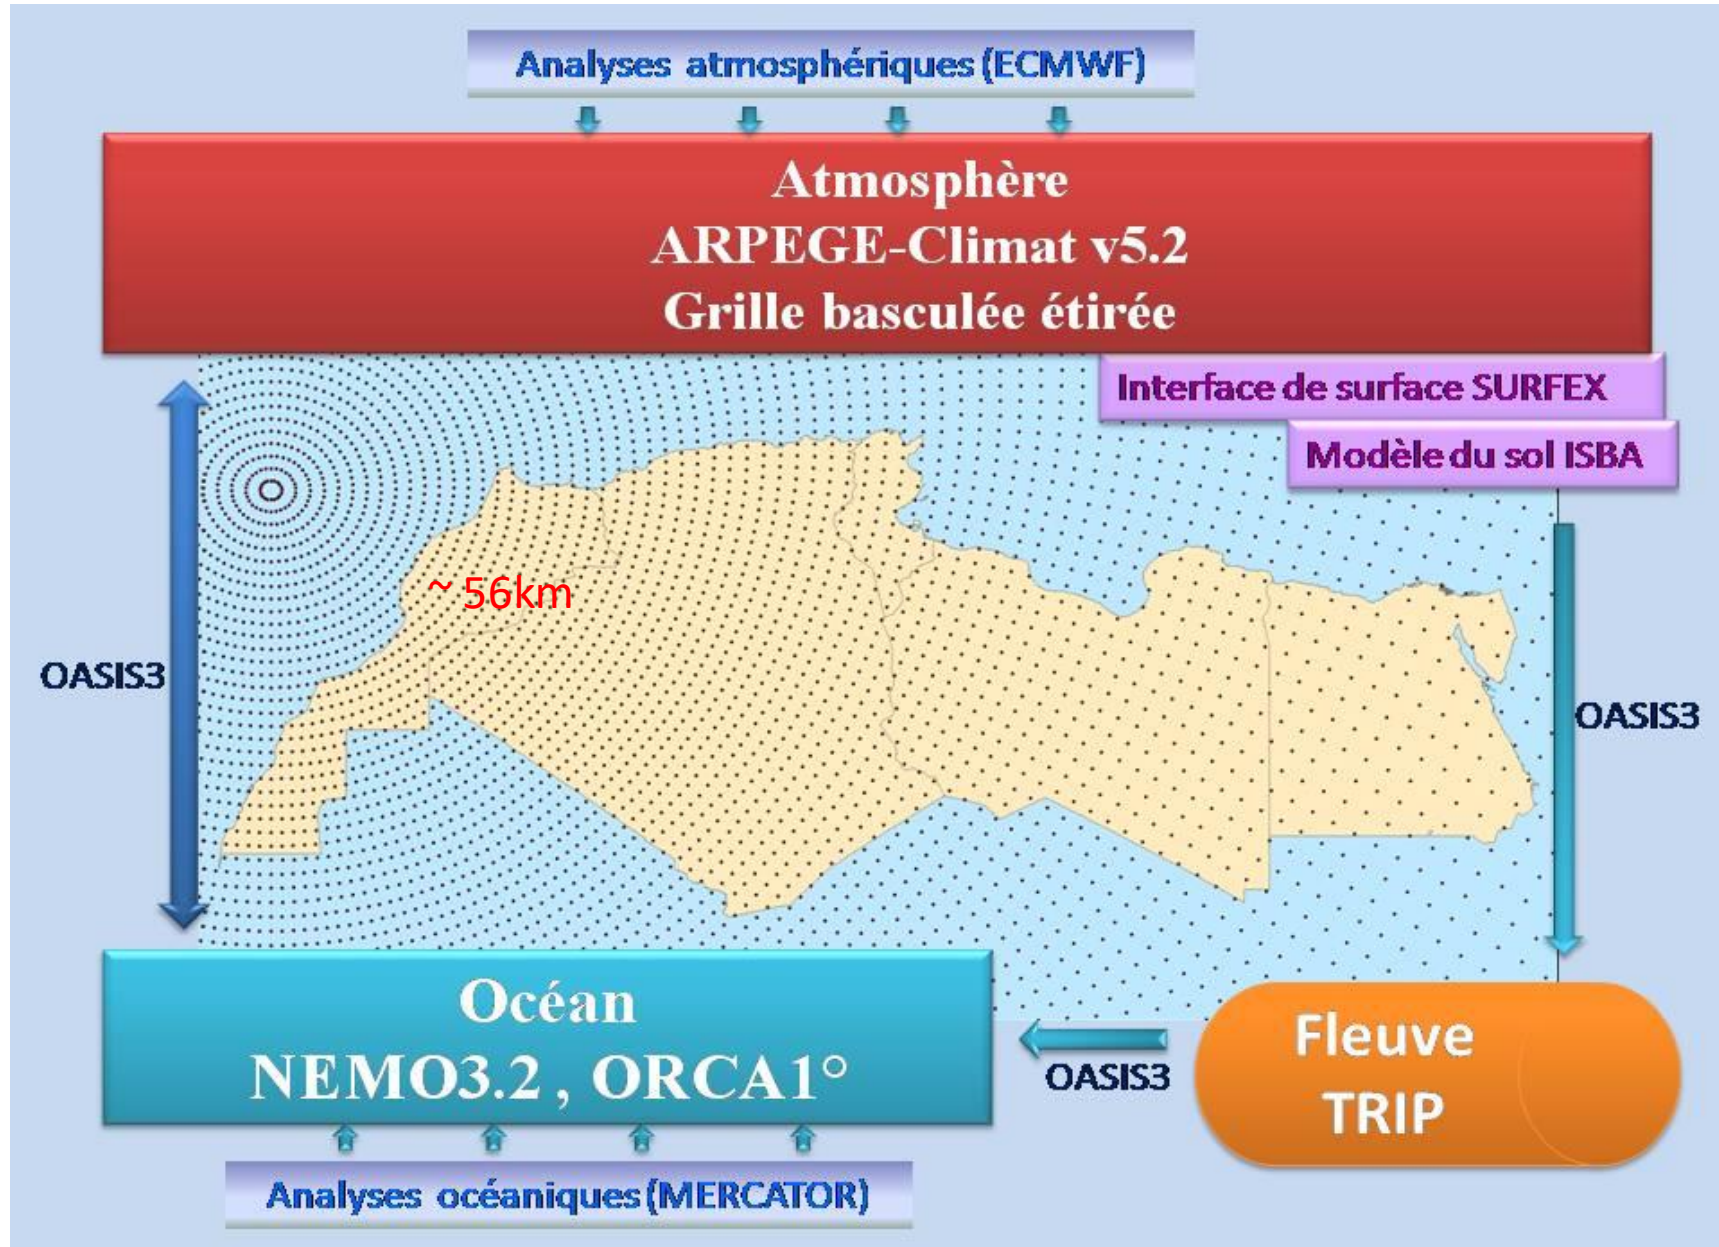 Analyses atmosphériques (ECMWF)
Atmosphère
ARPEGE-Climat v5.2
Grille basculée étirée
Interface de surface SURFEX
Modèle du sol ISBA
~ 56km
OASIS3
OASIS3
Océan
NEMO3.2 , ORCA1°
OASIS3
Fleuve
TRIP
Analyses océaniques (MERCATOR)